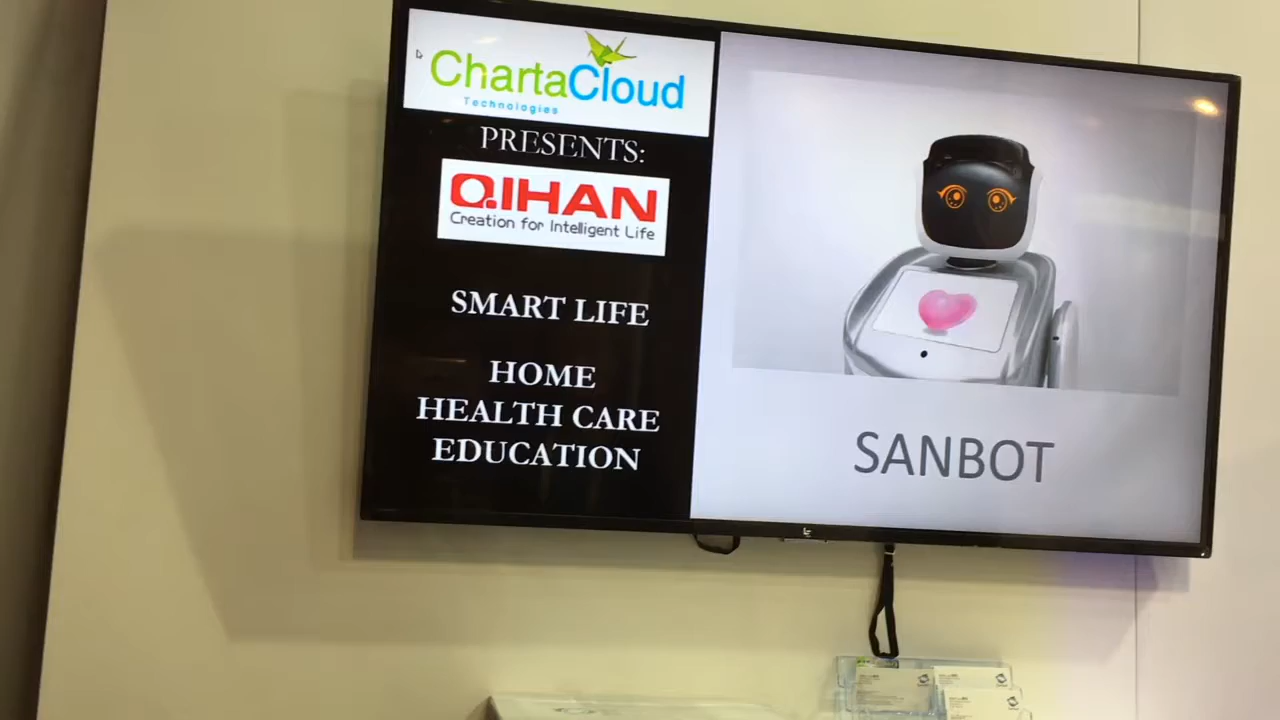 ChartaCloud
Technologies
PRESENTS:
QIHAN
Creation for Intelligent Life
SMART LIFE
HOME
HEALTH CARE
EDUCATION
SANBOT